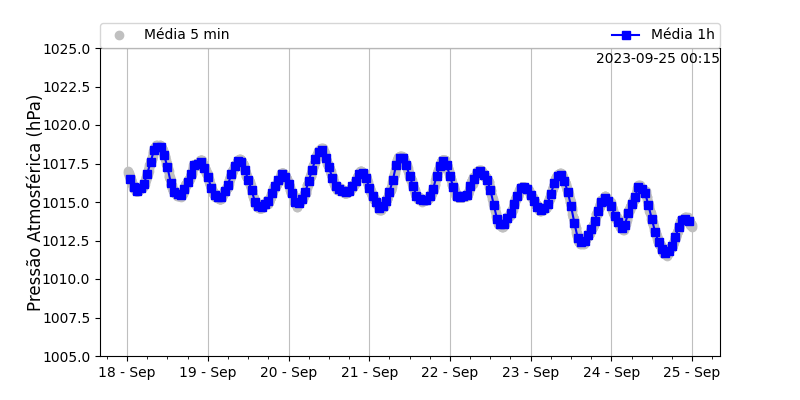 Média 5 min
Média 1h
2023-09-25 00:15
Pressão Atmosférica (hPa)
1025.0
1022.5
1020.0
1017.5
1015.0
1012.5
1010.0
1007.5
1005.0
18 - Sep
19 - Sep
20 - Sep
21 - Sep
22 - Sep
23 - Sep
24 - Sep
25 - Sep